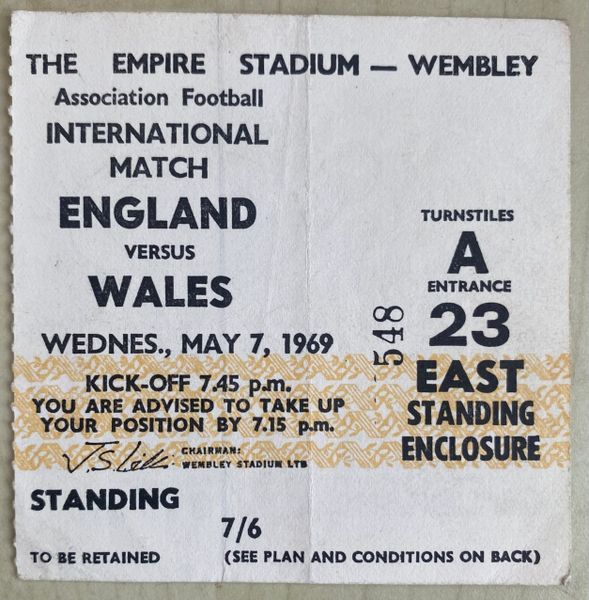 THE EMPIRE STADIUM — WEMBLEY
Association Football
INTERNATIONAL
MATCH
ENGLAND
VERSUS
WALES
WEDNES., MAY 7, 1969
KICK-OFF 7.45 p.m.
YOU ARE ADVISED TO TAKE UP
YOUR POSITION BY 7.15 p.m.
CHAIRMAN:
WEMBLEY STADIUM LTD
STANDING
7/6
TO BE RETAINED (SEE PLAN AND CONDITIONS ON BACK)
TURNSTILES
A
ENTRANCE
23
548
EAST
STANDING
ENCLOSURE